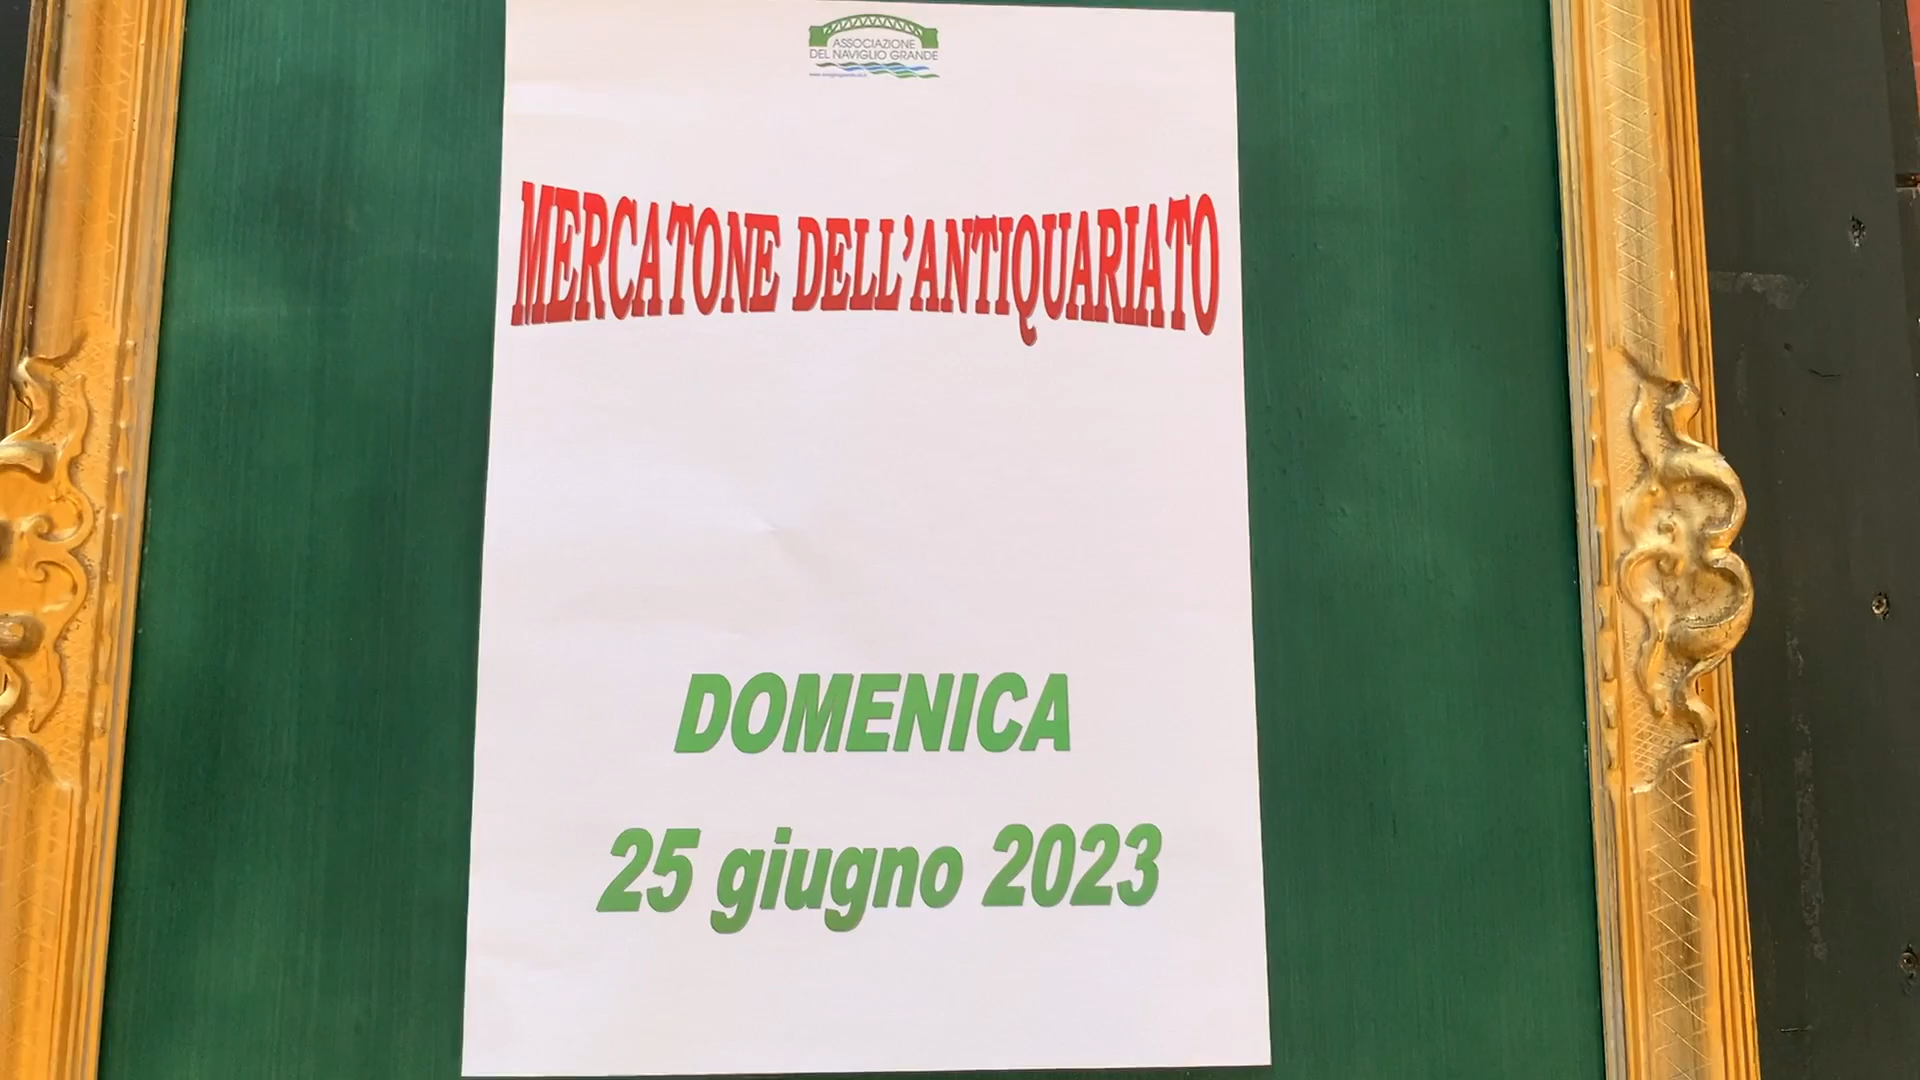 ASSOCIAZIONE
DEL NAVIGLIO GRANDE
MERCATONE DELL'ANTIQUARIATO
DOMENICA
25 giugno 2023